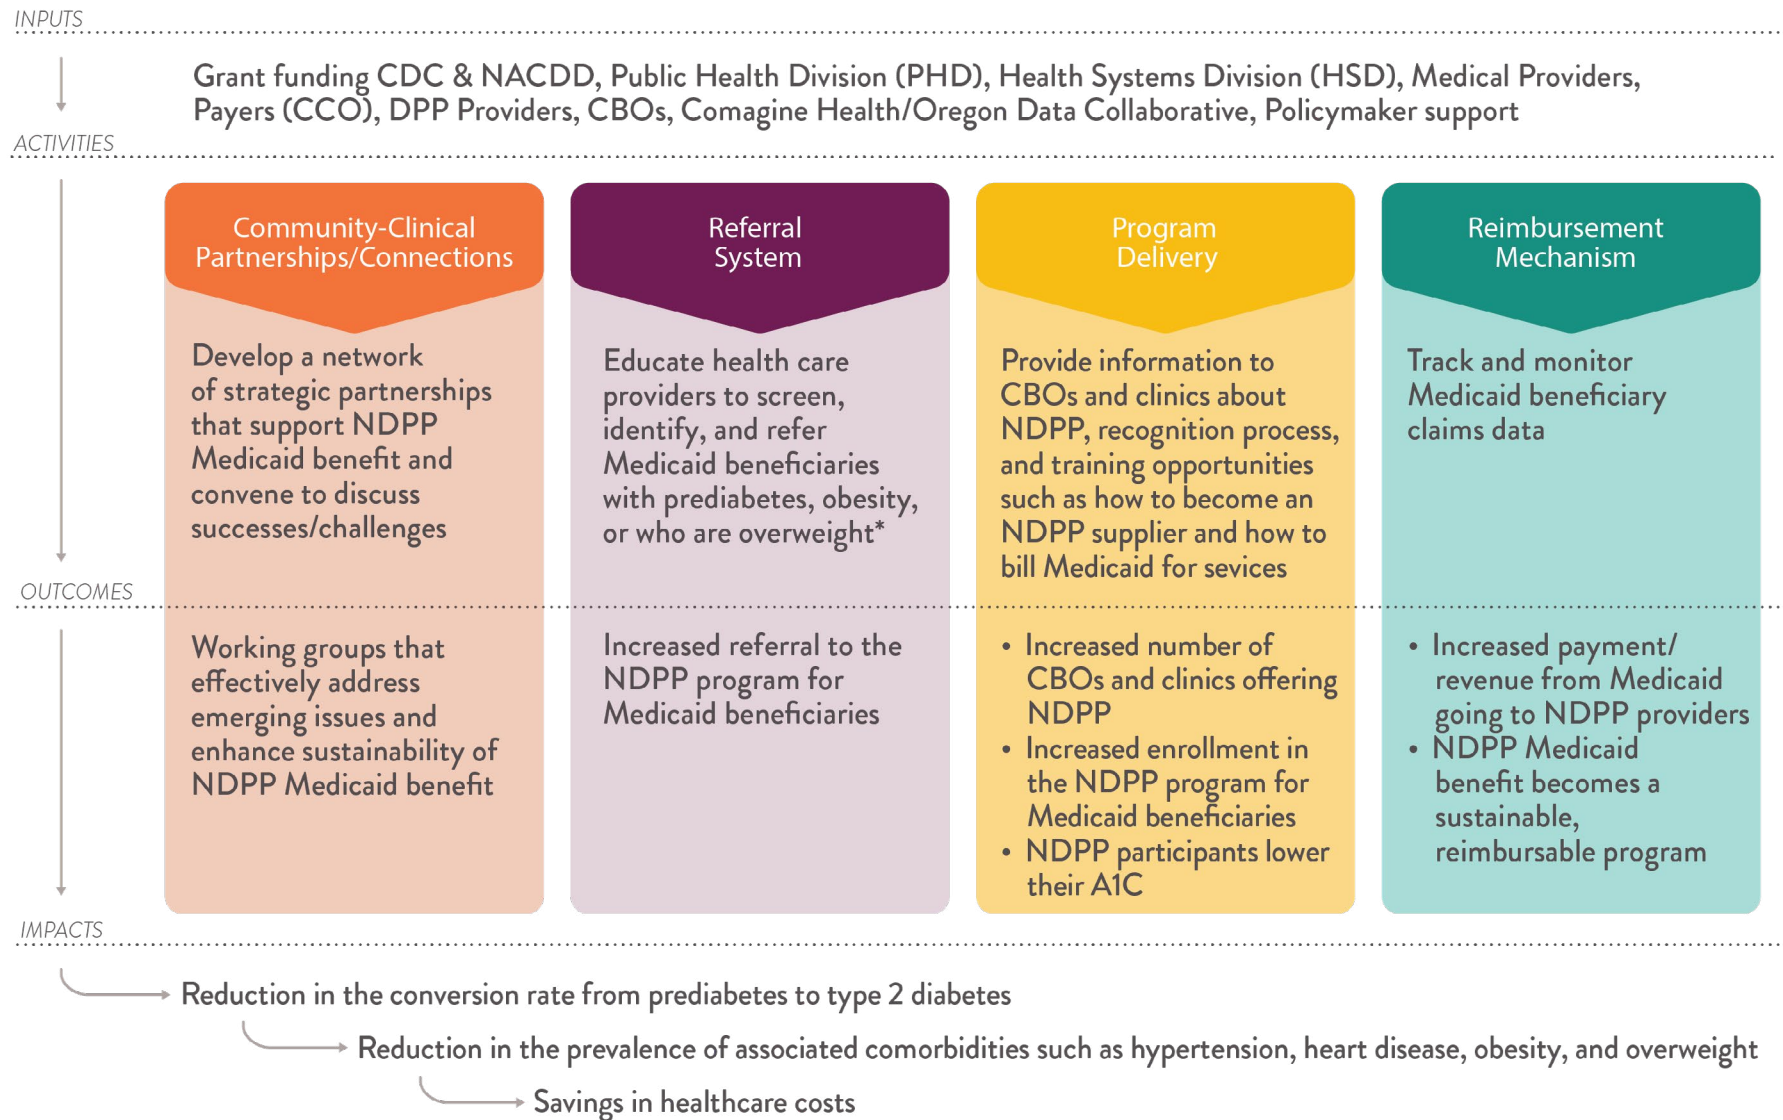 INPUTS
Grant funding CDC & NACDD, Public Health Division (PHD), Health Systems Division (HSD), Medical Providers,
Payers (CCO), DPP Providers, CBOs, Comagine Health/Oregon Data Collaborative, Policymaker support
ACTIVITIES
Community-Clinical
Partnerships/Connections
Develop a network
of strategic partnerships
that support NDPP
Medicaid benefit and
convene to discuss
successes/challenges
Referral
System
Educate health care
providers to screen,
identify, and refer
Medicaid beneficiaries
with prediabetes, obesity,
or who are overweight*
Program
Delivery
Provide information to
CBOs and clinics about
NDPP, recognition process,
and training opportunities
such as how to become an
NDPP supplier and how to
bill Medicaid for sevices
Reimbursement
Mechanism
Track and monitor
Medicaid beneficiary
claims data
OUTCOMES
Working groups that
effectively address
emerging issues and
enhance sustainability of
NDPP Medicaid benefit
Increased referral to the
NDPP program for
Medicaid beneficiaries
• Increased number of
CBOs and clinics offering
NDPP
• Increased enrollment in
the NDPP program for
Medicaid beneficiaries
• NDPP participants lower
their A1C
• Increased payment/
revenue from Medicaid
going to NDPP providers
• NDPP Medicaid
benefit becomes a
sustainable,
reimbursable program
IMPACTS
Reduction in the conversion rate from prediabetes to type 2 diabetes
Reduction in the prevalence of associated comorbidities such as hypertension, heart disease, obesity, and overweight
Savings in healthcare costs